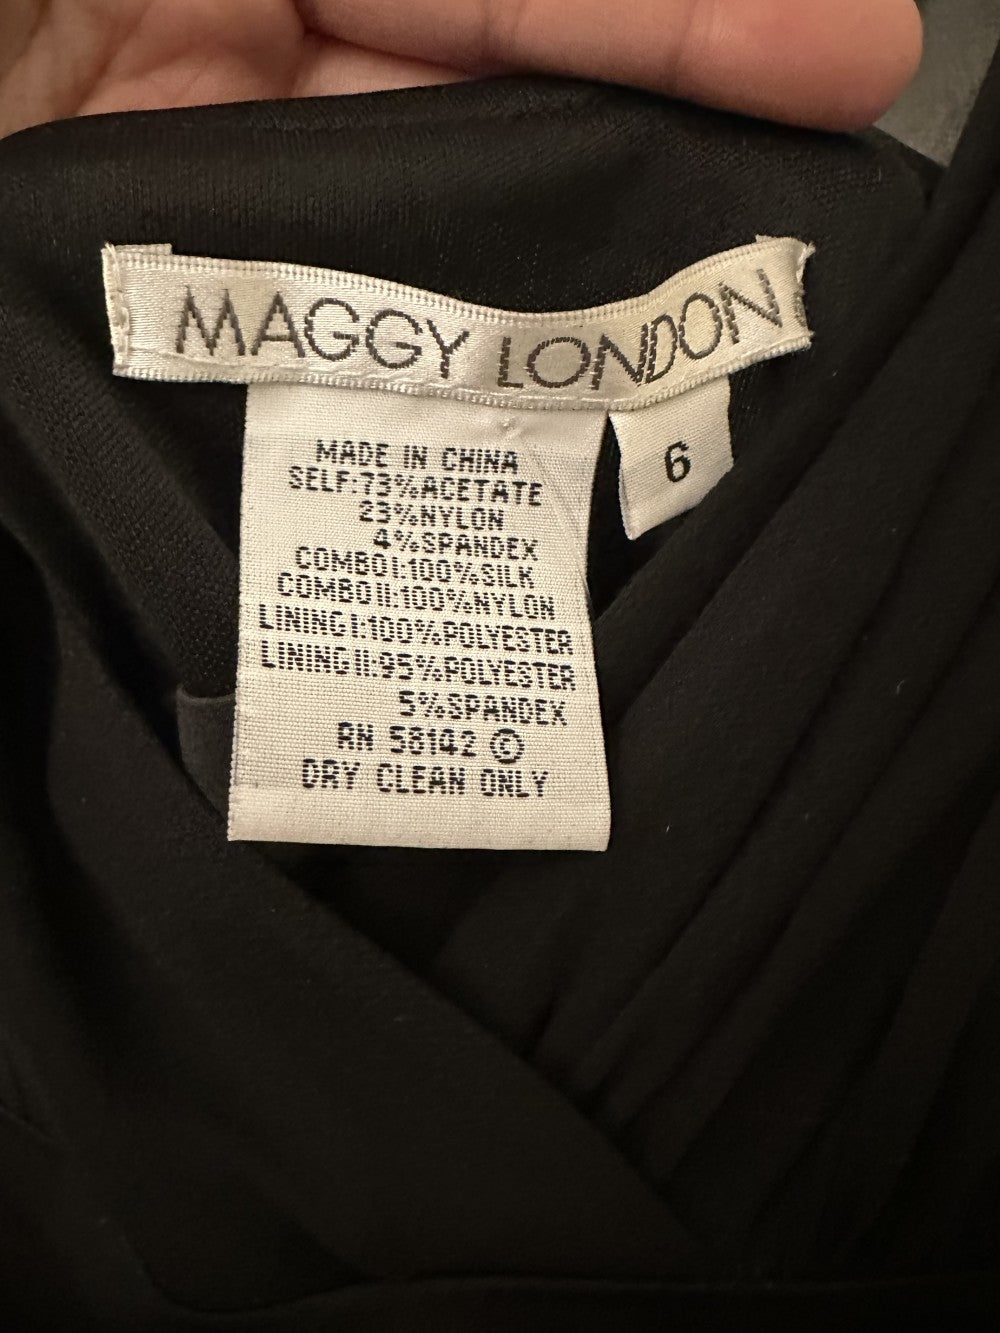 MAGGY LONDON
6
MADE IN CHINA
SELF:73%ACETATE
23%NYLON
4%SPANDEX
COMBO I:100%SILK
COMBO II:100%NYLON
LINING I:100%POLYESTER
LINING II:95%POLYESTER
5%SPANDEX
RN 58142 ©
DRY CLEAN ONLY